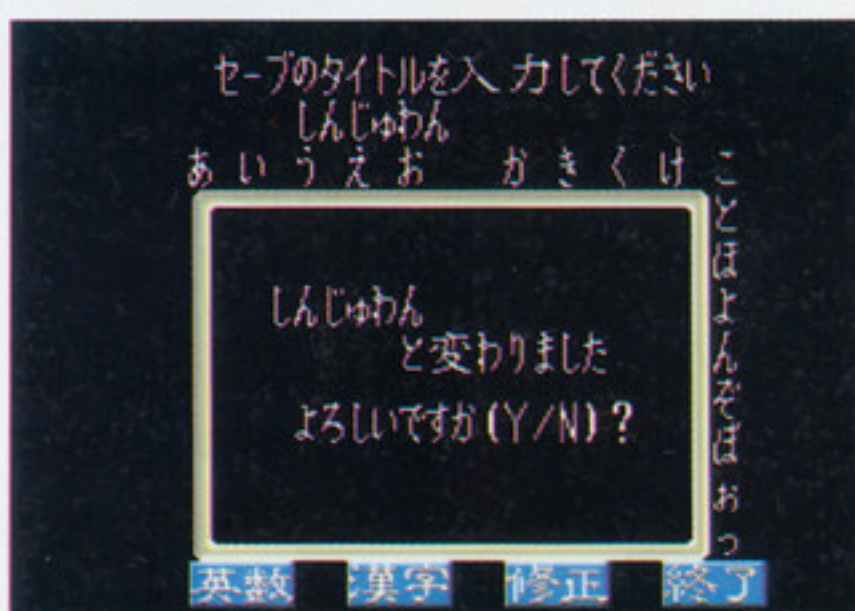 セーブのタイトルを入力してください
しんじゅわん
あいうえお かきくけこ
と
ほ
よ
ん
ぞ
ぼ
ぉ
っ
しんじゅわん
と変わりました
よろしいですか(Y/N)?
英数 漢字 修正 終了